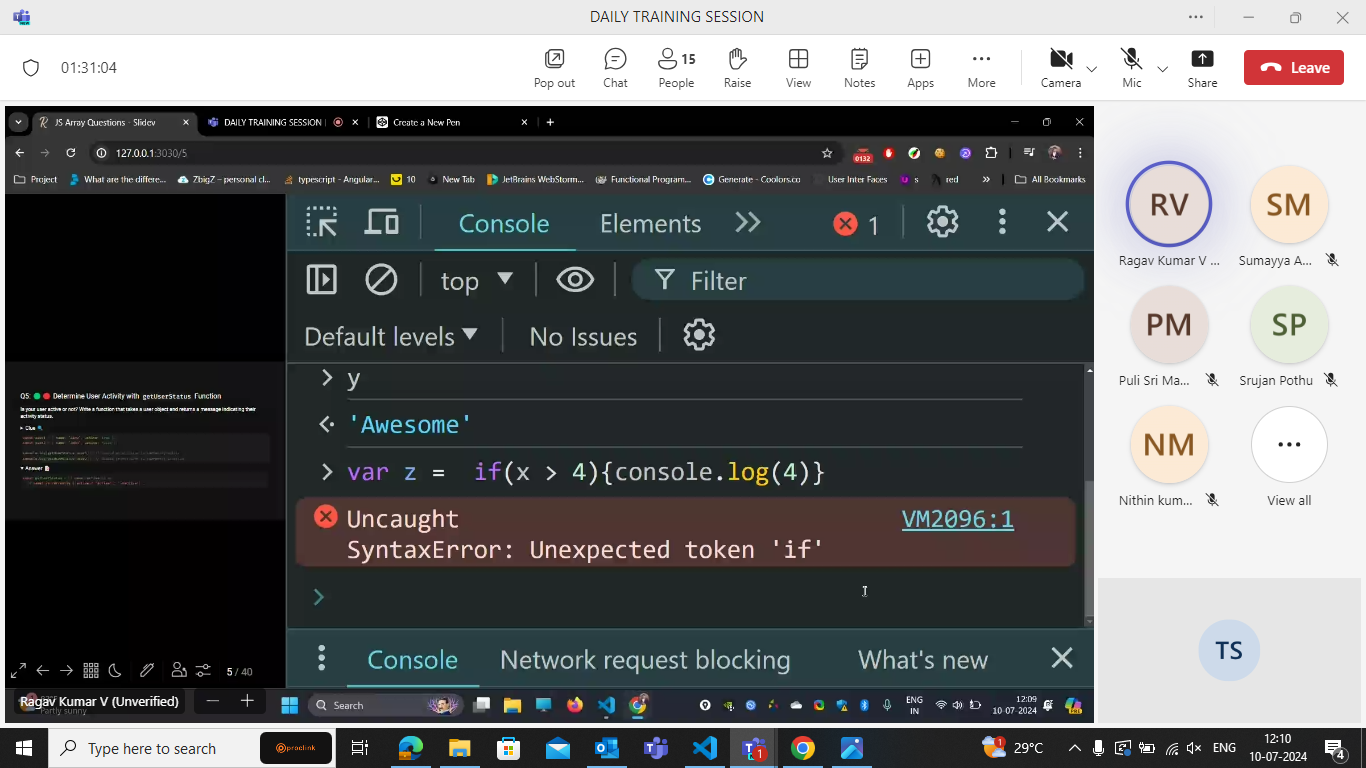 DAILY TRAINING SESSION
01:31:04
Pop out
Chat
15
People
Raise
View
Notes
Apps
More
Camera
Mic
Share
Leave
JS Array Questions - Slidev
DAILY TRAINING SESSION
Create a New Pen
127.0.0.1:3030/5
0132
Project
What are the differe...
ZbigZ – personal cl...
typescript - Angular...
10
New Tab
JetBrains WebStorm...
Functional Program...
Generate - Coolors.co
User Inter Faces
s
red
»
All Bookmarks
Console
Elements
1
top
Filter
Default levels
No Issues
> y
'Awesome'
> var z =  if(x > 4){console.log(4)}
Uncaught
VM2096:1
SyntaxError: Unexpected token 'if'
>
Q5: Determine User Activity with getUserStatus Function
Is your user active or not? Write a function that takes a user object and returns a message indicating their
activity status.
Clue
Answer
5 / 40
Console
Network request blocking
What's new
Ragav Kumar V (Unverified)
Partly sunny
Search
ENG
IN
12:09
10-07-2024
RV
Ragav Kumar V ...
SM
Sumayya A...
PM
Puli Sri Ma...
SP
Srujan Pothu
NM
Nithin kum...
View all
TS
Type here to search
proclink
1
1
29°C
ENG
12:10
10-07-2024
4